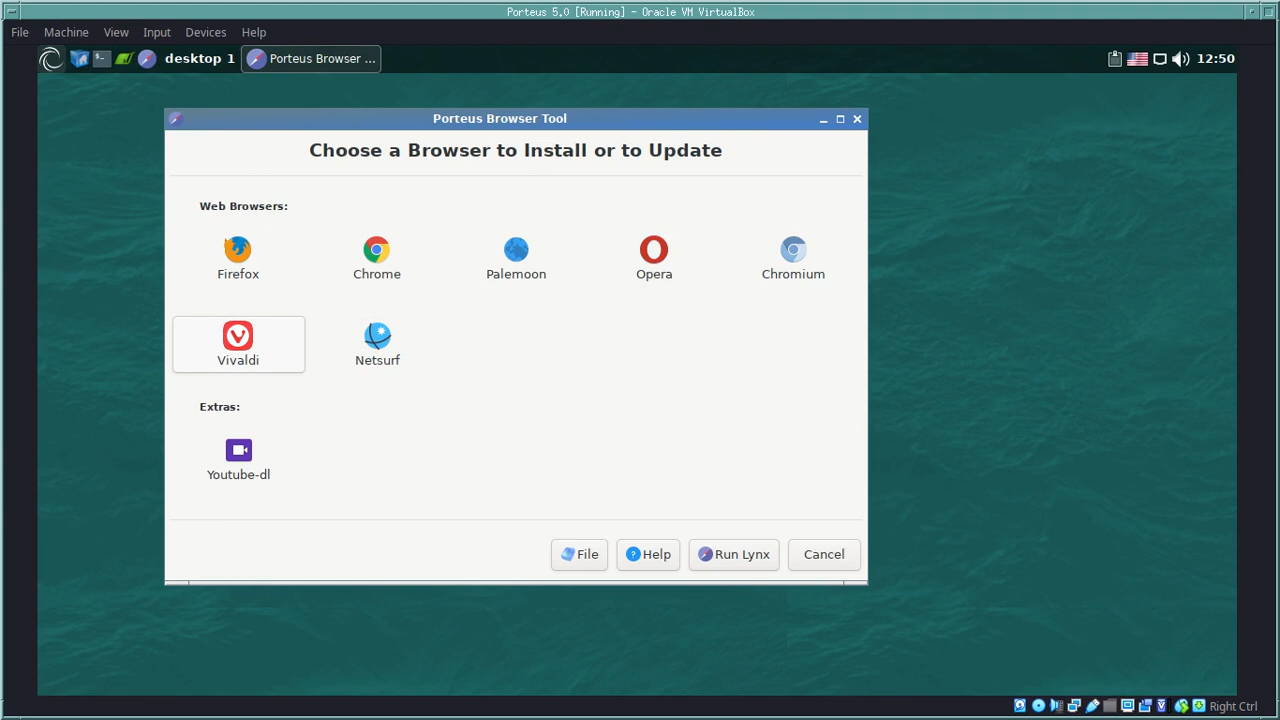 Porteus 5.0 [Running] - Oracle VM VirtualBox
File Machine View Input Devices Help
desktop 1 Porteus Browser ... 12:50
Porteus Browser Tool
Choose a Browser to Install or to Update
Web Browsers:
Firefox Chrome Palemoon Opera Chromium
Vivaldi Netsurf
Extras:
Youtube-dl
File Help Run Lynx Cancel
Right Ctrl